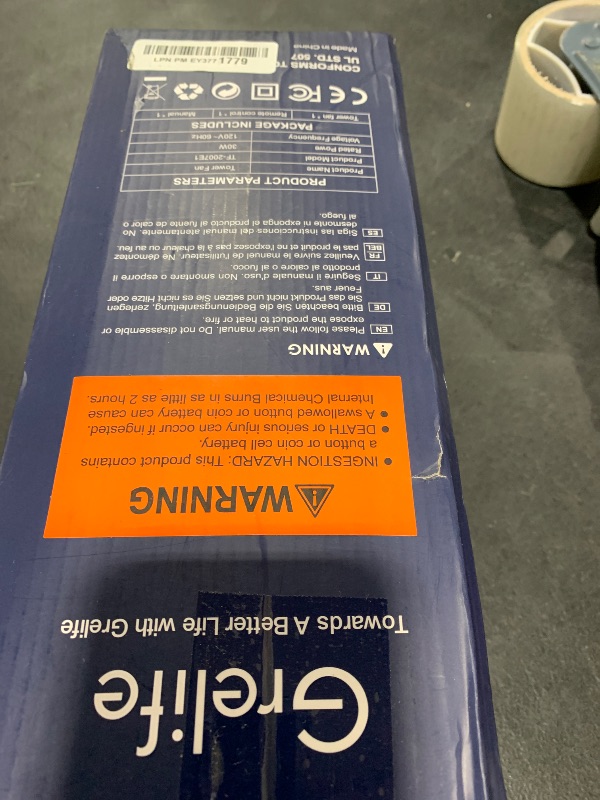 Grelife
Towards A Better Life with Grelife
WARNING
INGESTION HAZARD: This product contains
a button or coin cell battery.
DEATH or serious injury can occur if ingested.
A swallowed button or coin battery can cause
Internal Chemical Burns in as little as 2 hours.
WARNING
EN Please follow the user manual. Do not disassemble or
expose the product to heat or fire.
DE Bitte beachten Sie die Bedienungsanleitung, zerlegen
Sie das Produkt nicht und setzen Sie es nicht Hitze oder
Feuer aus.
IT Seguire il manuale d'uso. Non smontare o esporre il
prodotto al calore o al fuoco.
FR BEL Veuillez suivre le manuel de l'utilisateur. Ne démontez
pas le produit et ne l'exposez pas à la chaleur ou au feu.
ES Siga las instrucciones del manual atentamente. No
desmonte ni exponga el producto al fuente de calor o
al fuego.
PRODUCT PARAMETERS
Product Name Tower Fan
Product Model TF-2007E1
Rated Powe 30W
Voltage Frequency 120V~60Hz
PACKAGE INCLUDES
Tower fan * 1 Remote control * 1 Manual * 1
CE FC
CONFORMS TO
UL STD. 507
Made in China
LPN PM EY3771779